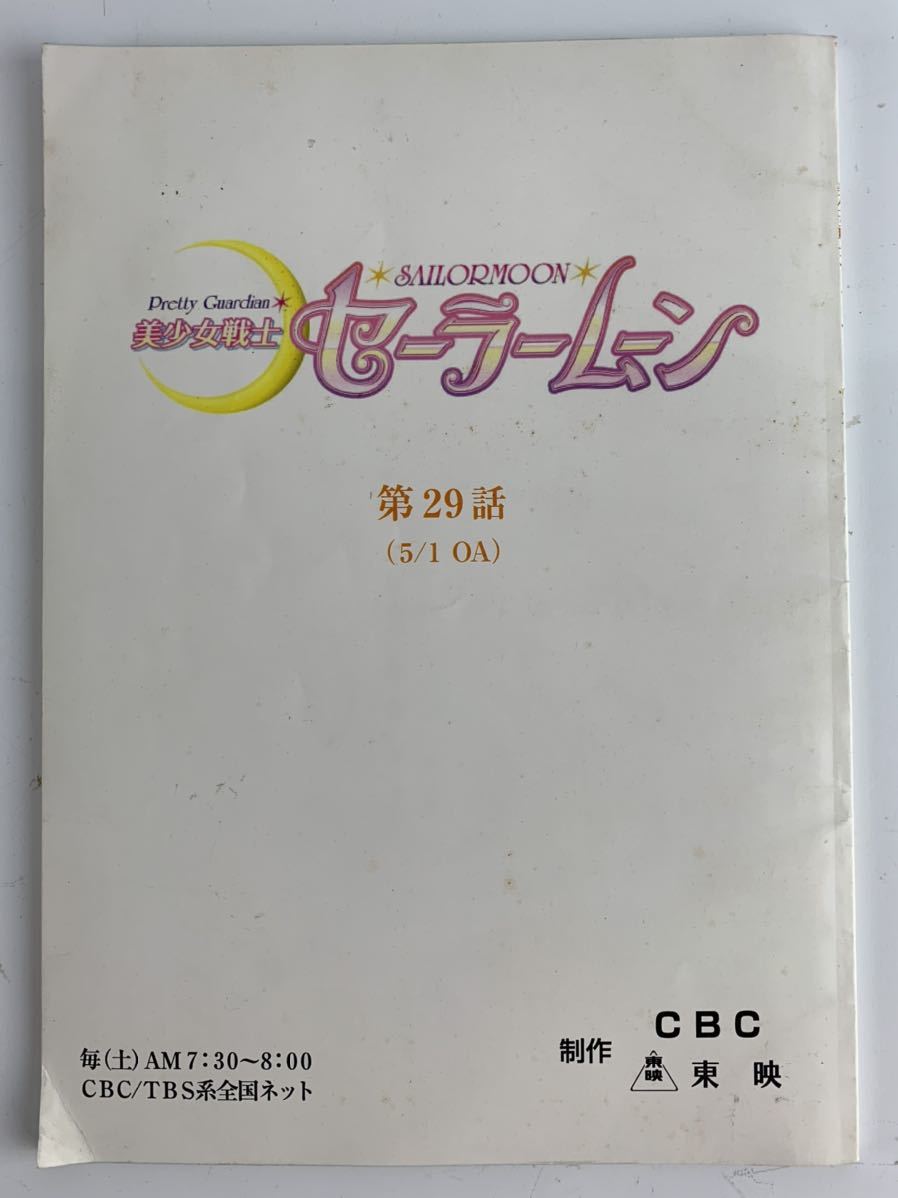 SAILORMOON
Pretty Guardian
美少女戦士
セーラームーン
第29話
(5/1 OA)
毎(土)AM7:30～8:00
CBC/TBS系全国ネット
制作
CBC
東映
東映